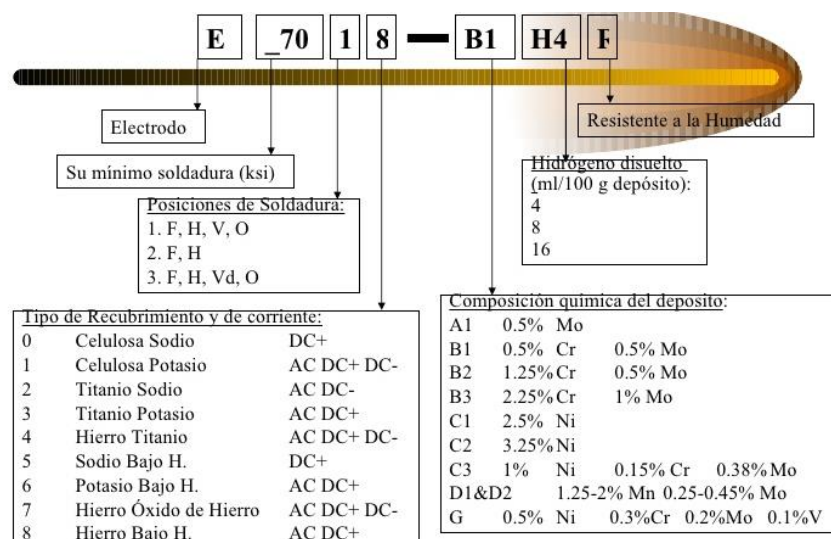 E _70 1 8 — B1 H4 R
Electrodo
Resistente a la Humedad
Su mínimo soldadura (ksi)
Hidrógeno disuelto
(ml/100 g depósito):
4
8
16
Posiciones de Soldadura:
1. F, H, V, O
2. F, H
3. F, H, Vd, O
Tipo de Recubrimiento y de corriente:
0 Celulosa Sodio DC+
1 Celulosa Potasio AC DC+ DC-
2 Titanio Sodio AC DC-
3 Titanio Potasio AC DC+
4 Hierro Titanio AC DC+ DC-
5 Sodio Bajo H. DC+
6 Potasio Bajo H. AC DC+
7 Hierro Óxido de Hierro AC DC+ DC-
8 Hierro Bajo H. AC DC+
Composición química del deposito:
A1 0.5% Mo
B1 0.5% Cr 0.5% Mo
B2 1.25% Cr 0.5% Mo
B3 2.25% Cr 1% Mo
C1 2.5% Ni
C2 3.25% Ni
C3 1% Ni 0.15% Cr 0.38% Mo
D1&D2 1.25-2% Mn 0.25-0.45% Mo
G 0.5% Ni 0.3%Cr 0.2%Mo 0.1%V